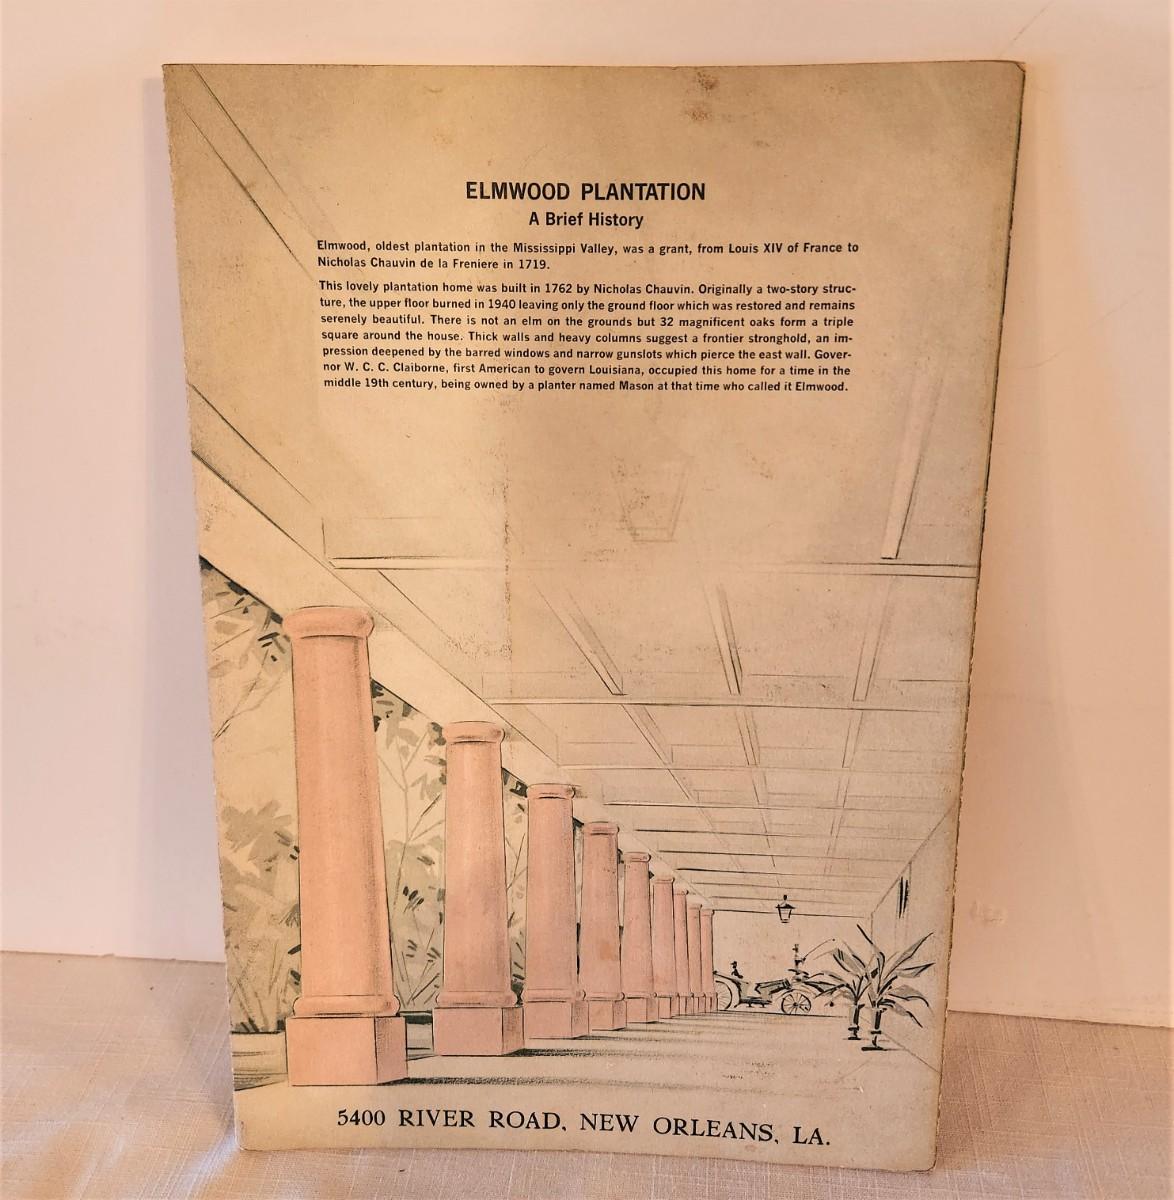 ELMWOOD PLANTATION
A Brief History
Elmwood, oldest plantation in the Mississippi Valley, was a grant, from Louis XIV of France to
Nicholas Chauvin de la Freniere in 1719.
This lovely plantation home was built in 1762 by Nicholas Chauvin. Originally a two-story struc-
ture, the upper floor burned in 1940 leaving only the ground floor which was restored and remains
serenely beautiful. There is not an elm on the grounds but 32 magnificent oaks form a triple
square around the house. Thick walls and heavy columns suggest a frontier stronghold, an im-
pression deepened by the barred windows and narrow gunslots which pierce the east wall. Gover-
nor W. C. C. Claiborne, first American to govern Louisiana, occupied this home for a time in the
middle 19th century, being owned by a planter named Mason at that time who called it Elmwood.
5400 RIVER ROAD, NEW ORLEANS, LA.